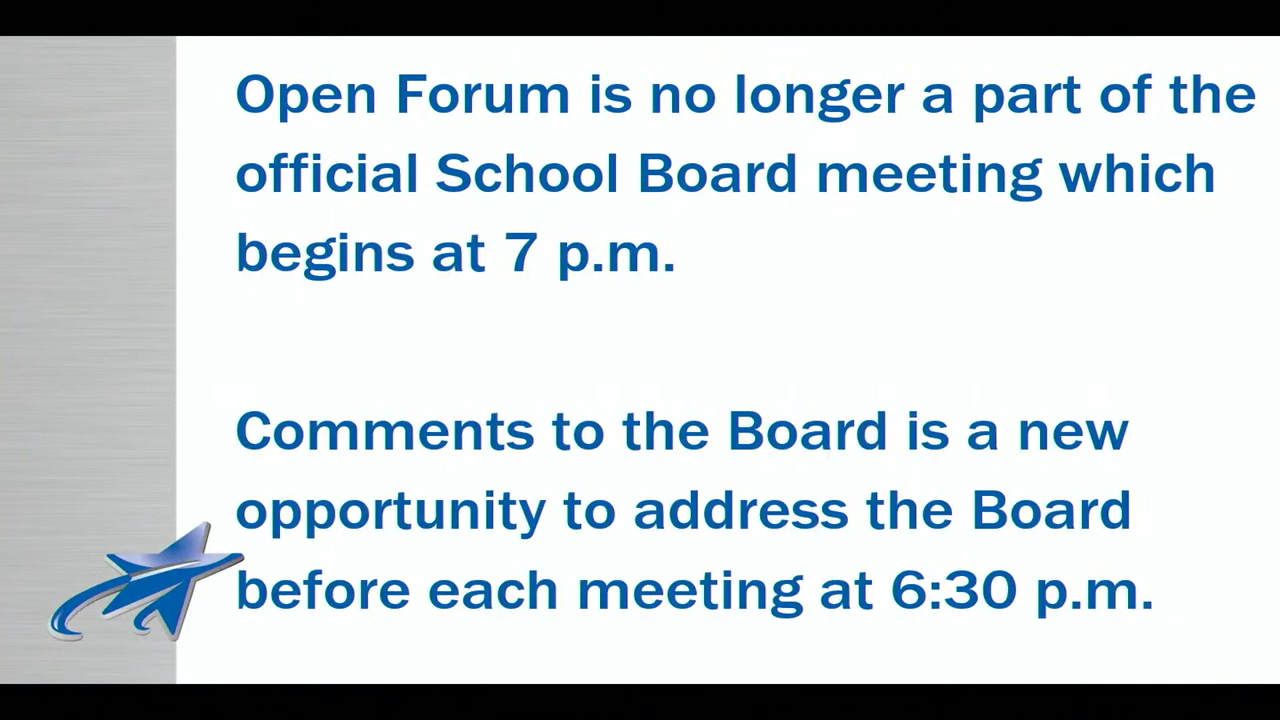 Open Forum is no longer a part of the
official School Board meeting which
begins at 7 p.m.
Comments to the Board is a new
opportunity to address the Board
before each meeting at 6:30 p.m.